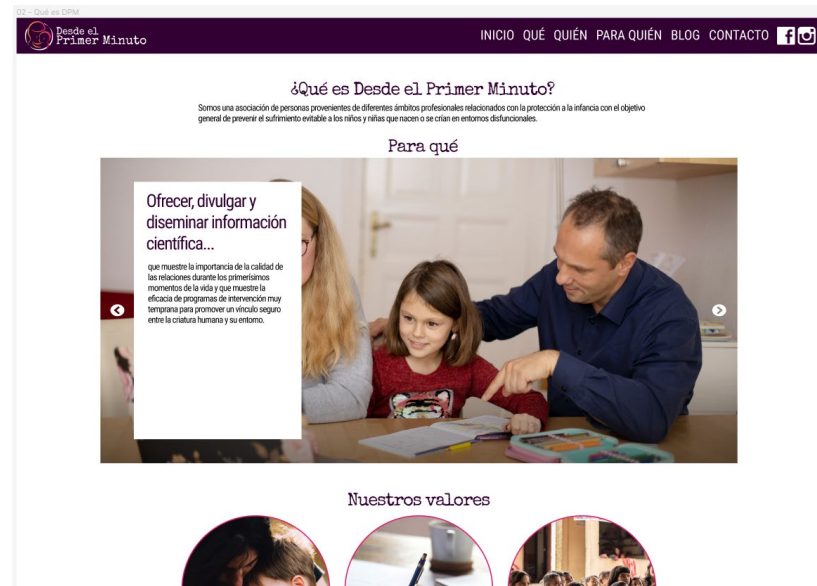 02 – Qué es DPM
Desde el
Primer Minuto
INICIO QUÉ QUIÉN PARA QUIÉN BLOG CONTACTO
¿Qué es Desde el Primer Minuto?
Somos una asociación de personas provenientes de diferentes ámbitos profesionales relacionados con la protección a la infancia con el objetivo
general de prevenir el sufrimiento evitable a los niños y niñas que nacen o se crían en entornos disfuncionales.
Para qué
Ofrecer, divulgar y
diseminar información
científica...
que muestre la importancia de la calidad de
las relaciones durante los primerísimos
momentos de la vida y que muestre la
eficacia de programas de intervención muy
temprana para promover un vínculo seguro
entre la criatura humana y su entorno.
Nuestros valores